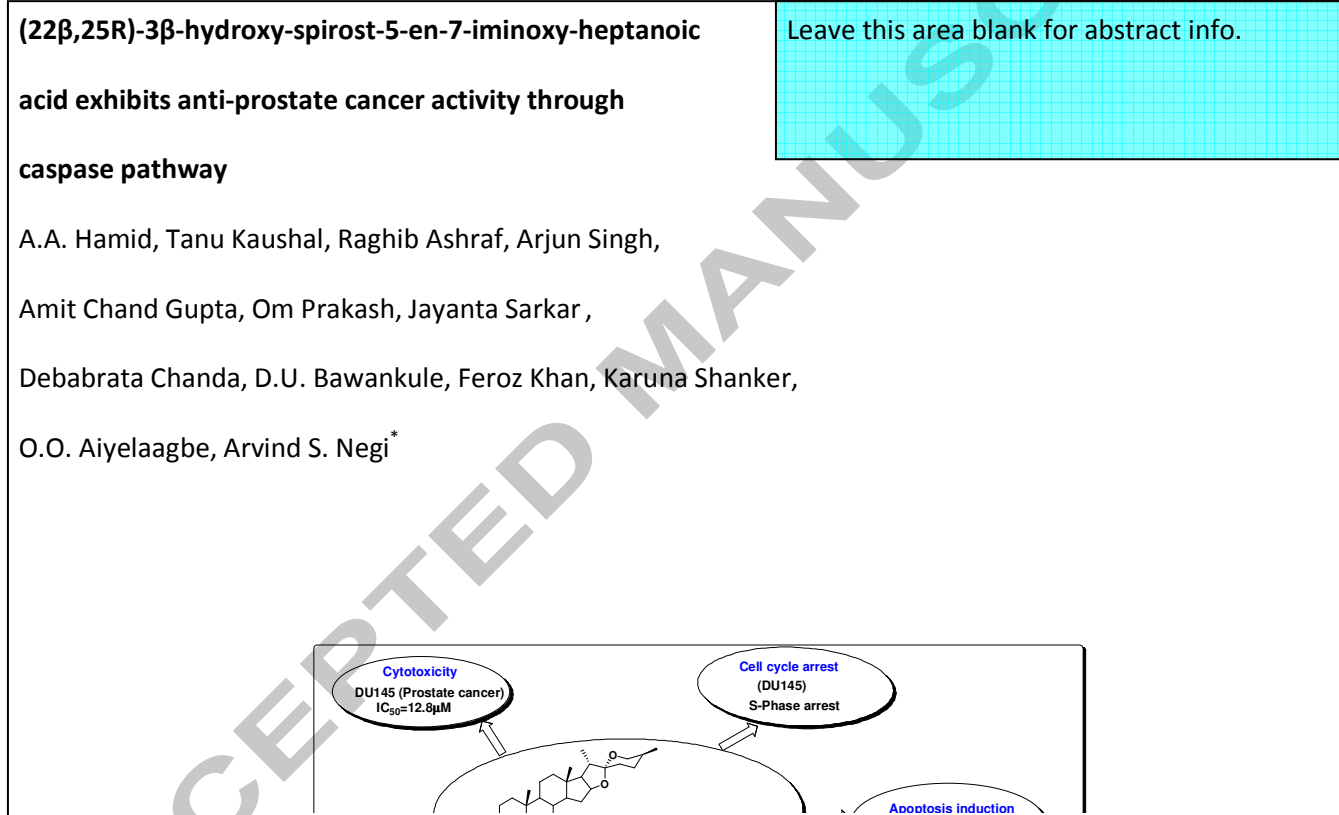 (22β,25R)-3β-hydroxy-spirost-5-en-7-iminoxy-heptanoic
acid exhibits anti-prostate cancer activity through
caspase pathway
Leave this area blank for abstract info.
A.A. Hamid, Tanu Kaushal, Raghib Ashraf, Arjun Singh,
Amit Chand Gupta, Om Prakash, Jayanta Sarkar,
Debabrata Chanda, D.U. Bawankule, Feroz Khan, Karuna Shanker,
O.O. Aiyelaagbe, Arvind S. Negi*
Cytotoxicity
DU145 (Prostate cancer)
IC50=12.8μM
Cell cycle arrest
(DU145)
S-Phase arrest
O
O
Apoptosis induction
CEPTED MANUSC